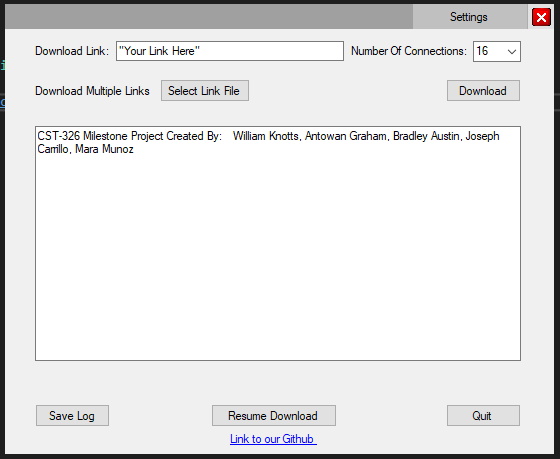 Settings
Download Link: "Your Link Here" Number Of Connections: 16
Download Multiple Links Select Link File Download
CST-326 Milestone Project Created By: William Knotts, Antowan Graham, Bradley Austin, Joseph
Carrillo, Mara Munoz
Save Log Resume Download Quit
Link to our Github